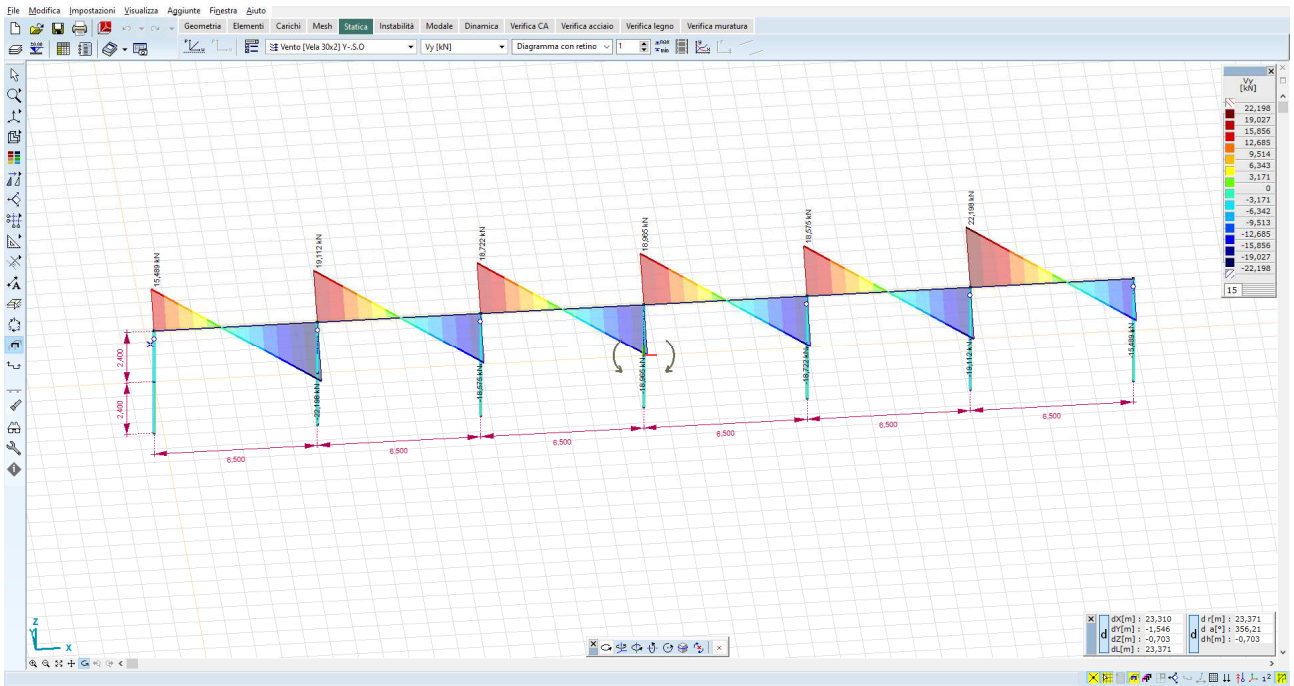 File Modifica Impostazioni Visualizza Aggiunte Finestra Aiuto
Geometria Elementi Carichi Mesh Statica Instabilità Modale Dinamica Verifica CA Verifica acciaio Verifica legno Verifica muratura
Vento [Vela 30x2] Y-.S.O Vy [kN] Diagramma con retino 1
Vy
[kN]
22,198
19,027
15,856
12,685
9,514
6,343
3,171
0
-3,171
-6,342
-9,513
-12,685
-15,856
-19,027
-22,198
15
15,489 kN
19,112 kN
18,722 kN
18,965 kN
18,575 kN
22,198 kN
-22,198 kN
-18,575 kN
-18,965 kN
-18,722 kN
-19,112 kN
-15,489 kN
2,400
2,400
6,500
6,500
6,500
6,500
6,500
6,500
Z
Y
X
d
dX[m] : 23,310
dY[m] : -1,546
dZ[m] : -0,703
dL[m] : 23,371
d
d r[m] : 23,371
d a[°] : 356,21
dh[m] : -0,703